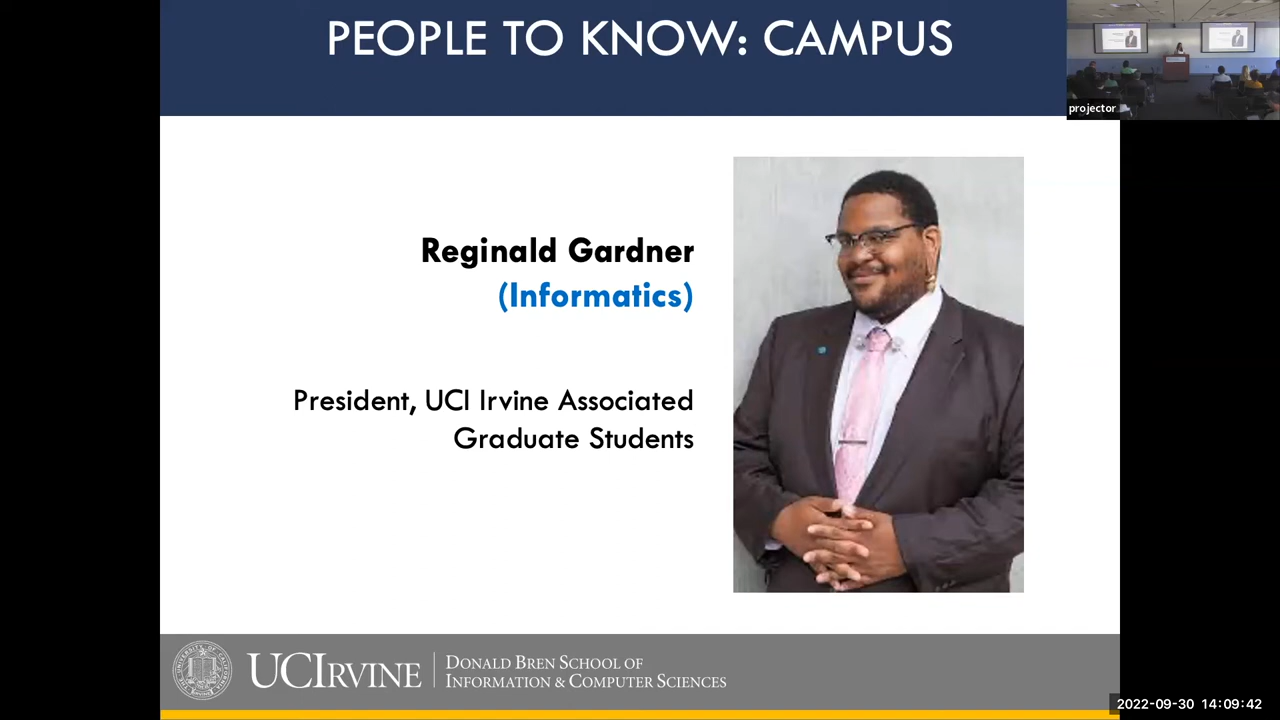 PEOPLE TO KNOW: CAMPUS
projector
Reginald Gardner
(Informatics)
President, UCI Irvine Associated
Graduate Students
UCIRVINE
DONALD BREN SCHOOL OF
INFORMATION & COMPUTER SCIENCES
2022-09-30 14:09:42